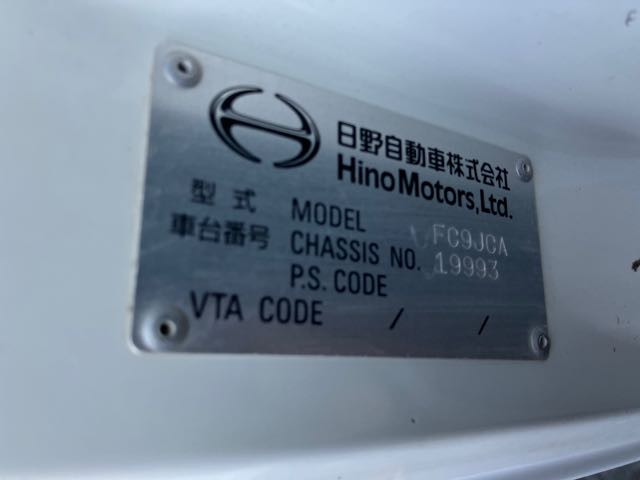 日野自動車株式会社
Hino Motors, Ltd.
型式 MODEL FC9JCA
車台番号 CHASSIS NO. 19993
P.S. CODE
VTA CODE / /